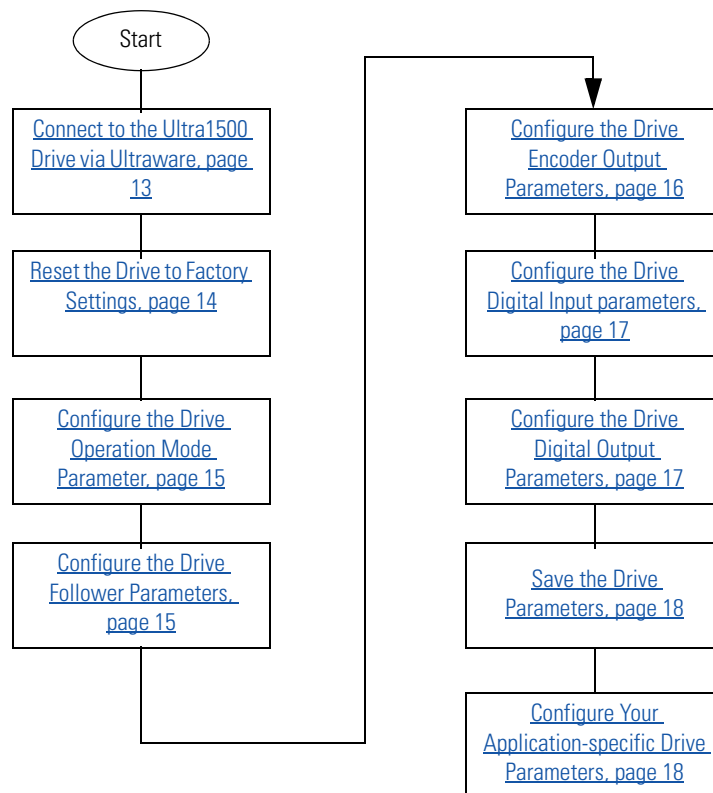 Start
Connect to the Ultra1500
Drive via Ultraware, page
13
Reset the Drive to Factory
Settings, page 14
Configure the Drive
Operation Mode
Parameter, page 15
Configure the Drive
Follower Parameters,
page 15
Configure the Drive
Encoder Output
Parameters, page 16
Configure the Drive
Digital Input parameters,
page 17
Configure the Drive
Digital Output
Parameters, page 17
Save the Drive
Parameters, page 18
Configure Your
Application-specific Drive
Parameters, page 18